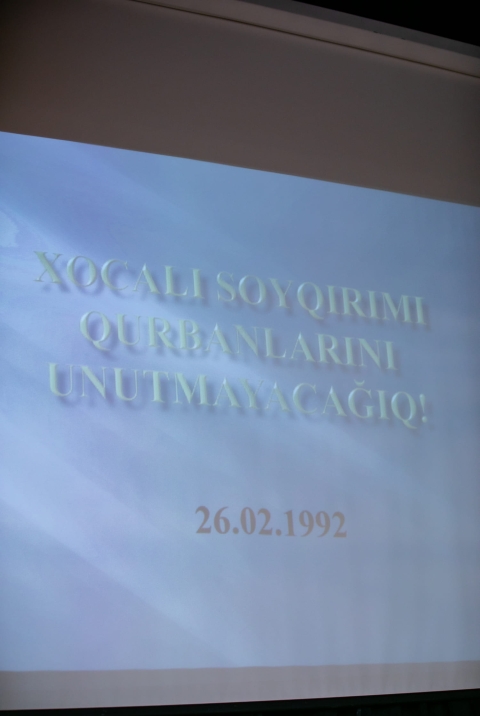 XOCALI SOYQIRIMI
QURBANLARINI
UNUTMAYACAĞIQ!
26.02.1992